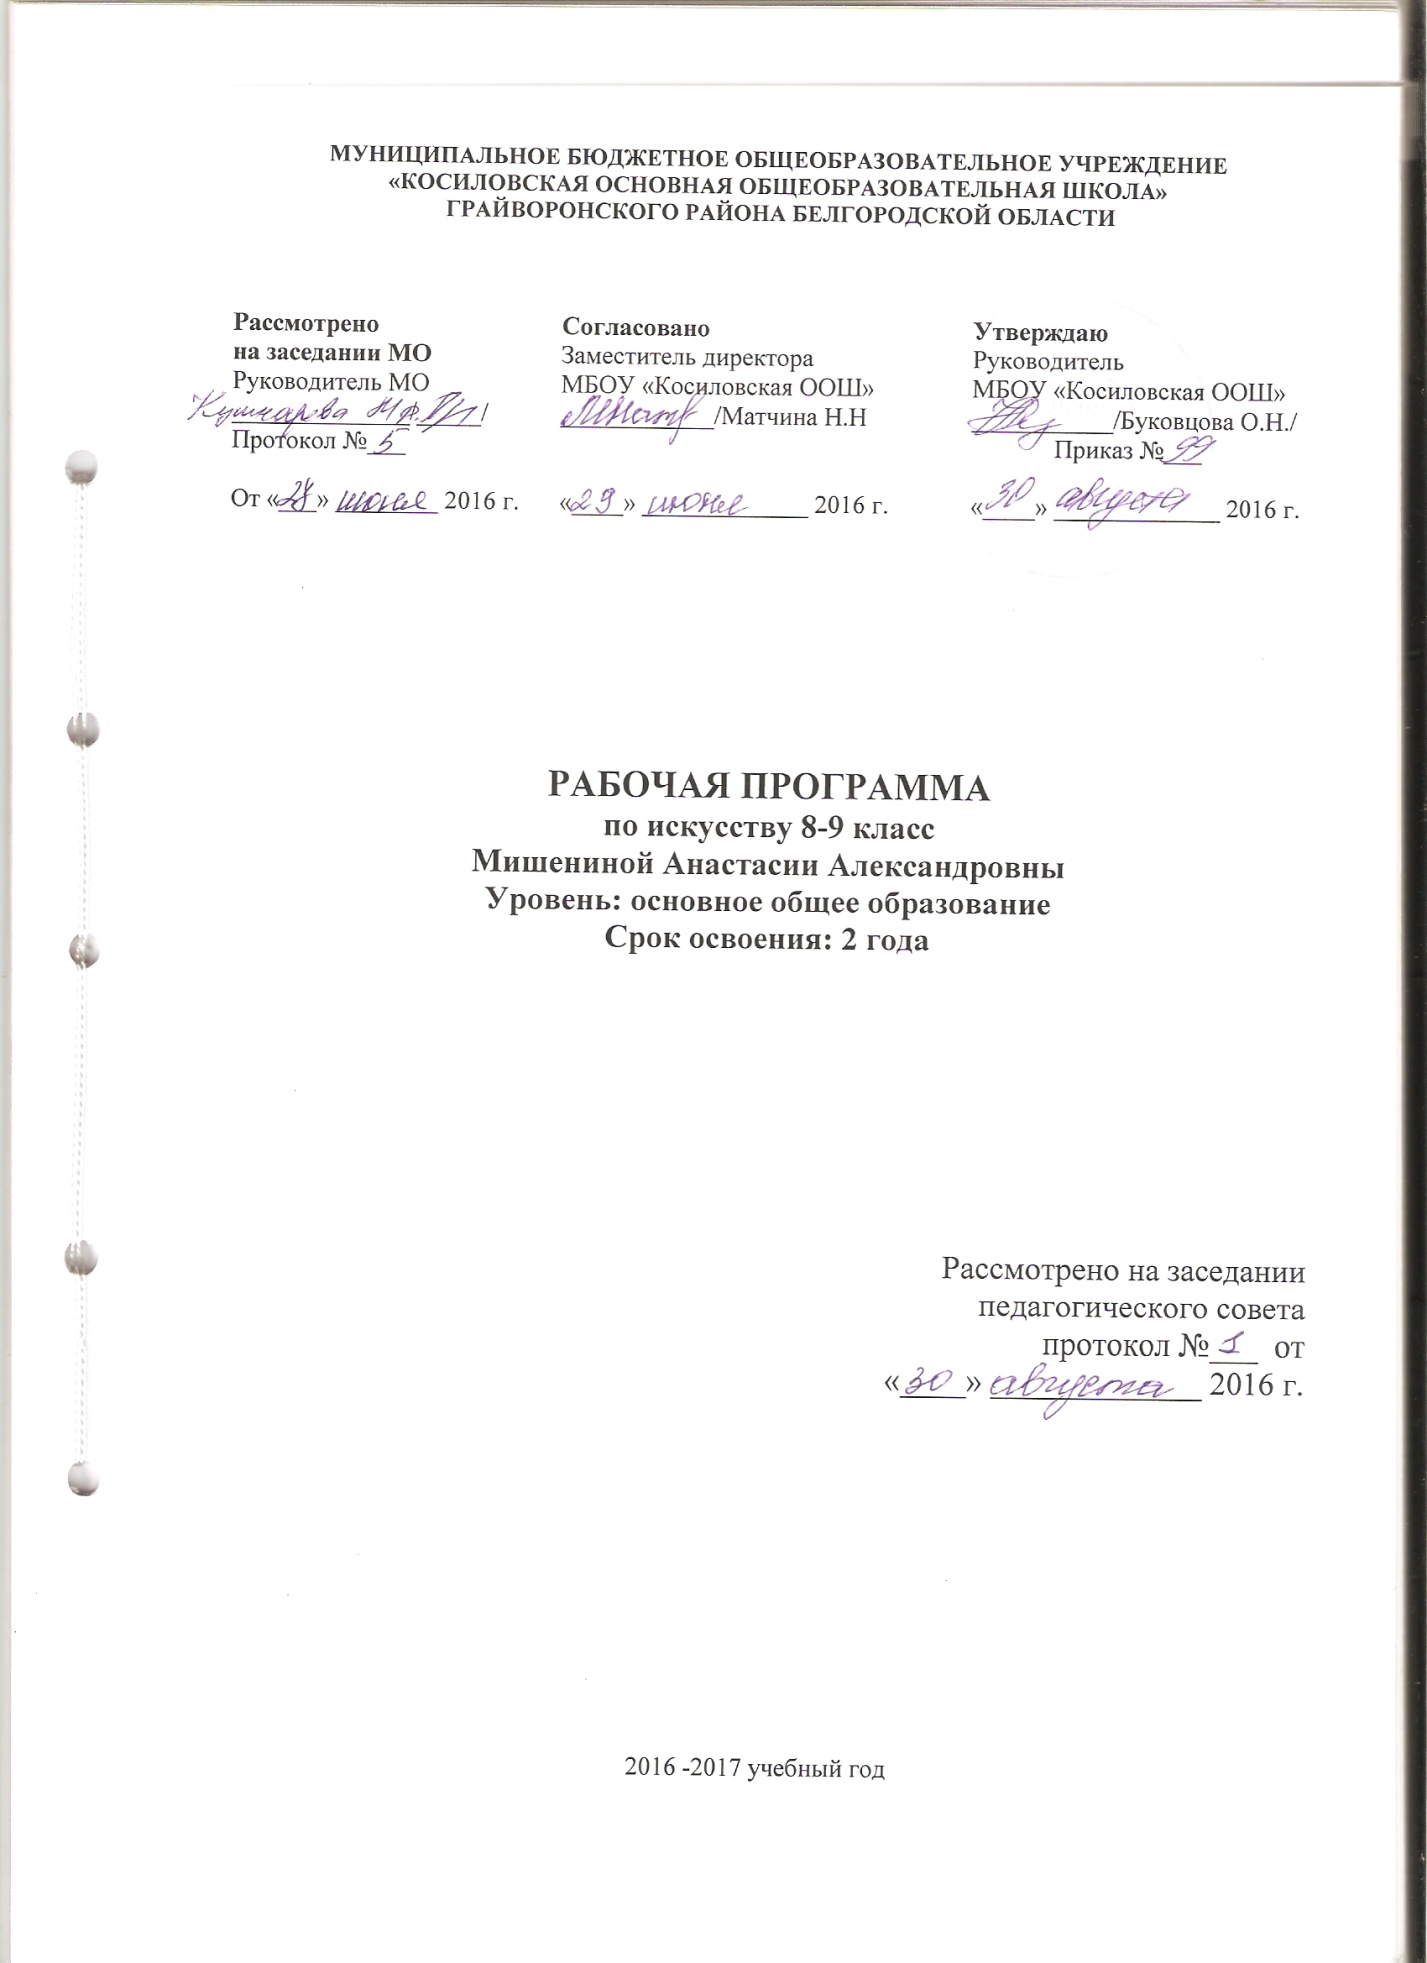 МУНИЦИПАЛЬНОЕ БЮДЖЕТНОЕ ОБЩЕОБРАЗОВАТЕЛЬНОЕ УЧРЕЖДЕНИЕ
«КОСИЛОВСКАЯ ОСНОВНАЯ ОБЩЕОБРАЗОВАТЕЛЬНАЯ ШКОЛА»
ГРАЙВОРОНСКОГО РАЙОНА БЕЛГОРОДСКОЙ ОБЛАСТИ
Рассмотрено
на заседании МО
Руководитель МО
Протокол № 5
От «28» июня 2016 г.
Согласовано
Заместитель директора
МБОУ «Косиловская ООШ»
/Матчина Н.Н
«29» июня 2016 г.
Утверждаю
Руководитель
МБОУ «Косиловская ООШ»
/Буковцова О.Н./
Приказ № 99
«30» августа 2016 г.
РАБОЧАЯ ПРОГРАММА
по искусству 8-9 класс
Мишениной Анастасии Александровны
Уровень: основное общее образование
Срок освоения: 2 года
Рассмотрено на заседании
педагогического совета
протокол № 1 от
«30» августа 2016 г.
2016 -2017 учебный год